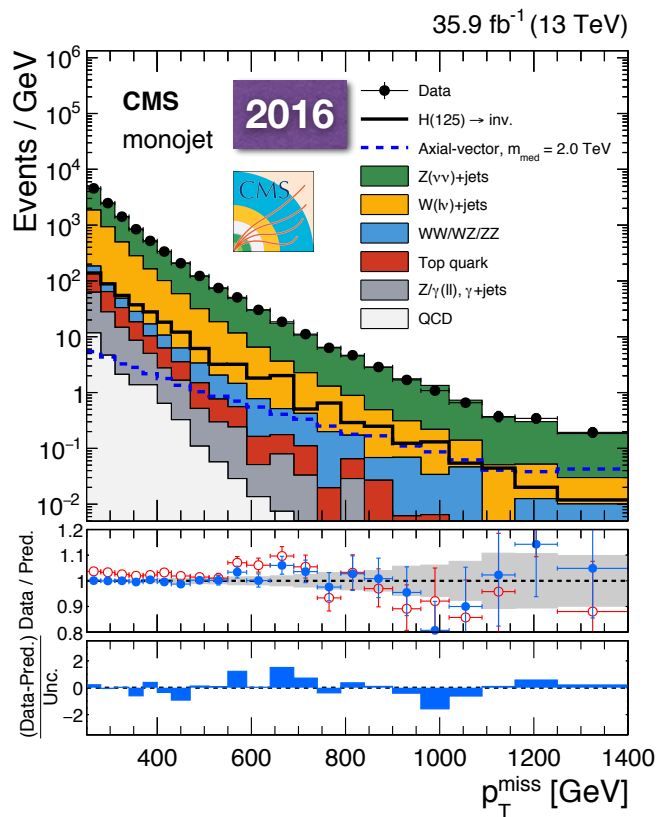 35.9 fb⁻¹ (13 TeV)
Events / GeV
10⁶
10⁵
10⁴
10³
10²
10
1
10⁻¹
10⁻²
CMS
monojet
2016
CMS
Data
H(125) → inv.
Axial-vector, m_med = 2.0 TeV
Z(νν)+jets
W(lν)+jets
WW/WZ/ZZ
Top quark
Z/γ(ll), γ+jets
QCD
Data / Pred.
1.2
1.1
1
0.9
0.8
(Data-Pred.)
Unc.
2
0
−2
400 600 800 1000 1200 1400
p_T^miss [GeV]